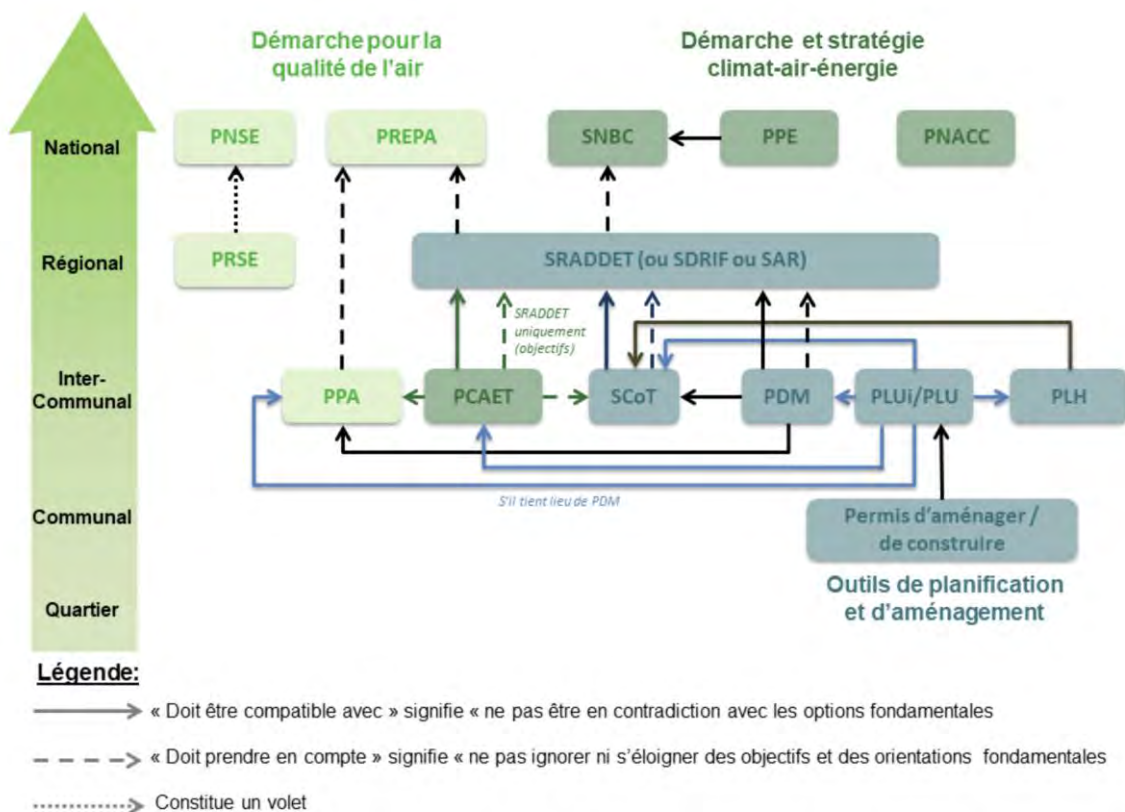 Démarche pour la
qualité de l'air
Démarche et stratégie
climat-air-énergie
National
PNSE
PREPA
SNBC
PPE
PNACC
Régional
PRSE
SRADDET (ou SDRIF ou SAR)
SRADDET
uniquement
(objectifs)
Inter-
Communal
PPA
PCAET
SCoT
PDM
PLUi/PLU
PLH
S'il tient lieu de PDM
Communal
Permis d'aménager /
de construire
Outils de planification
et d'aménagement
Quartier
Légende:
« Doit être compatible avec » signifie « ne pas être en contradiction avec les options fondamentales
« Doit prendre en compte » signifie « ne pas ignorer ni s'éloigner des objectifs et des orientations fondamentales
Constitue un volet